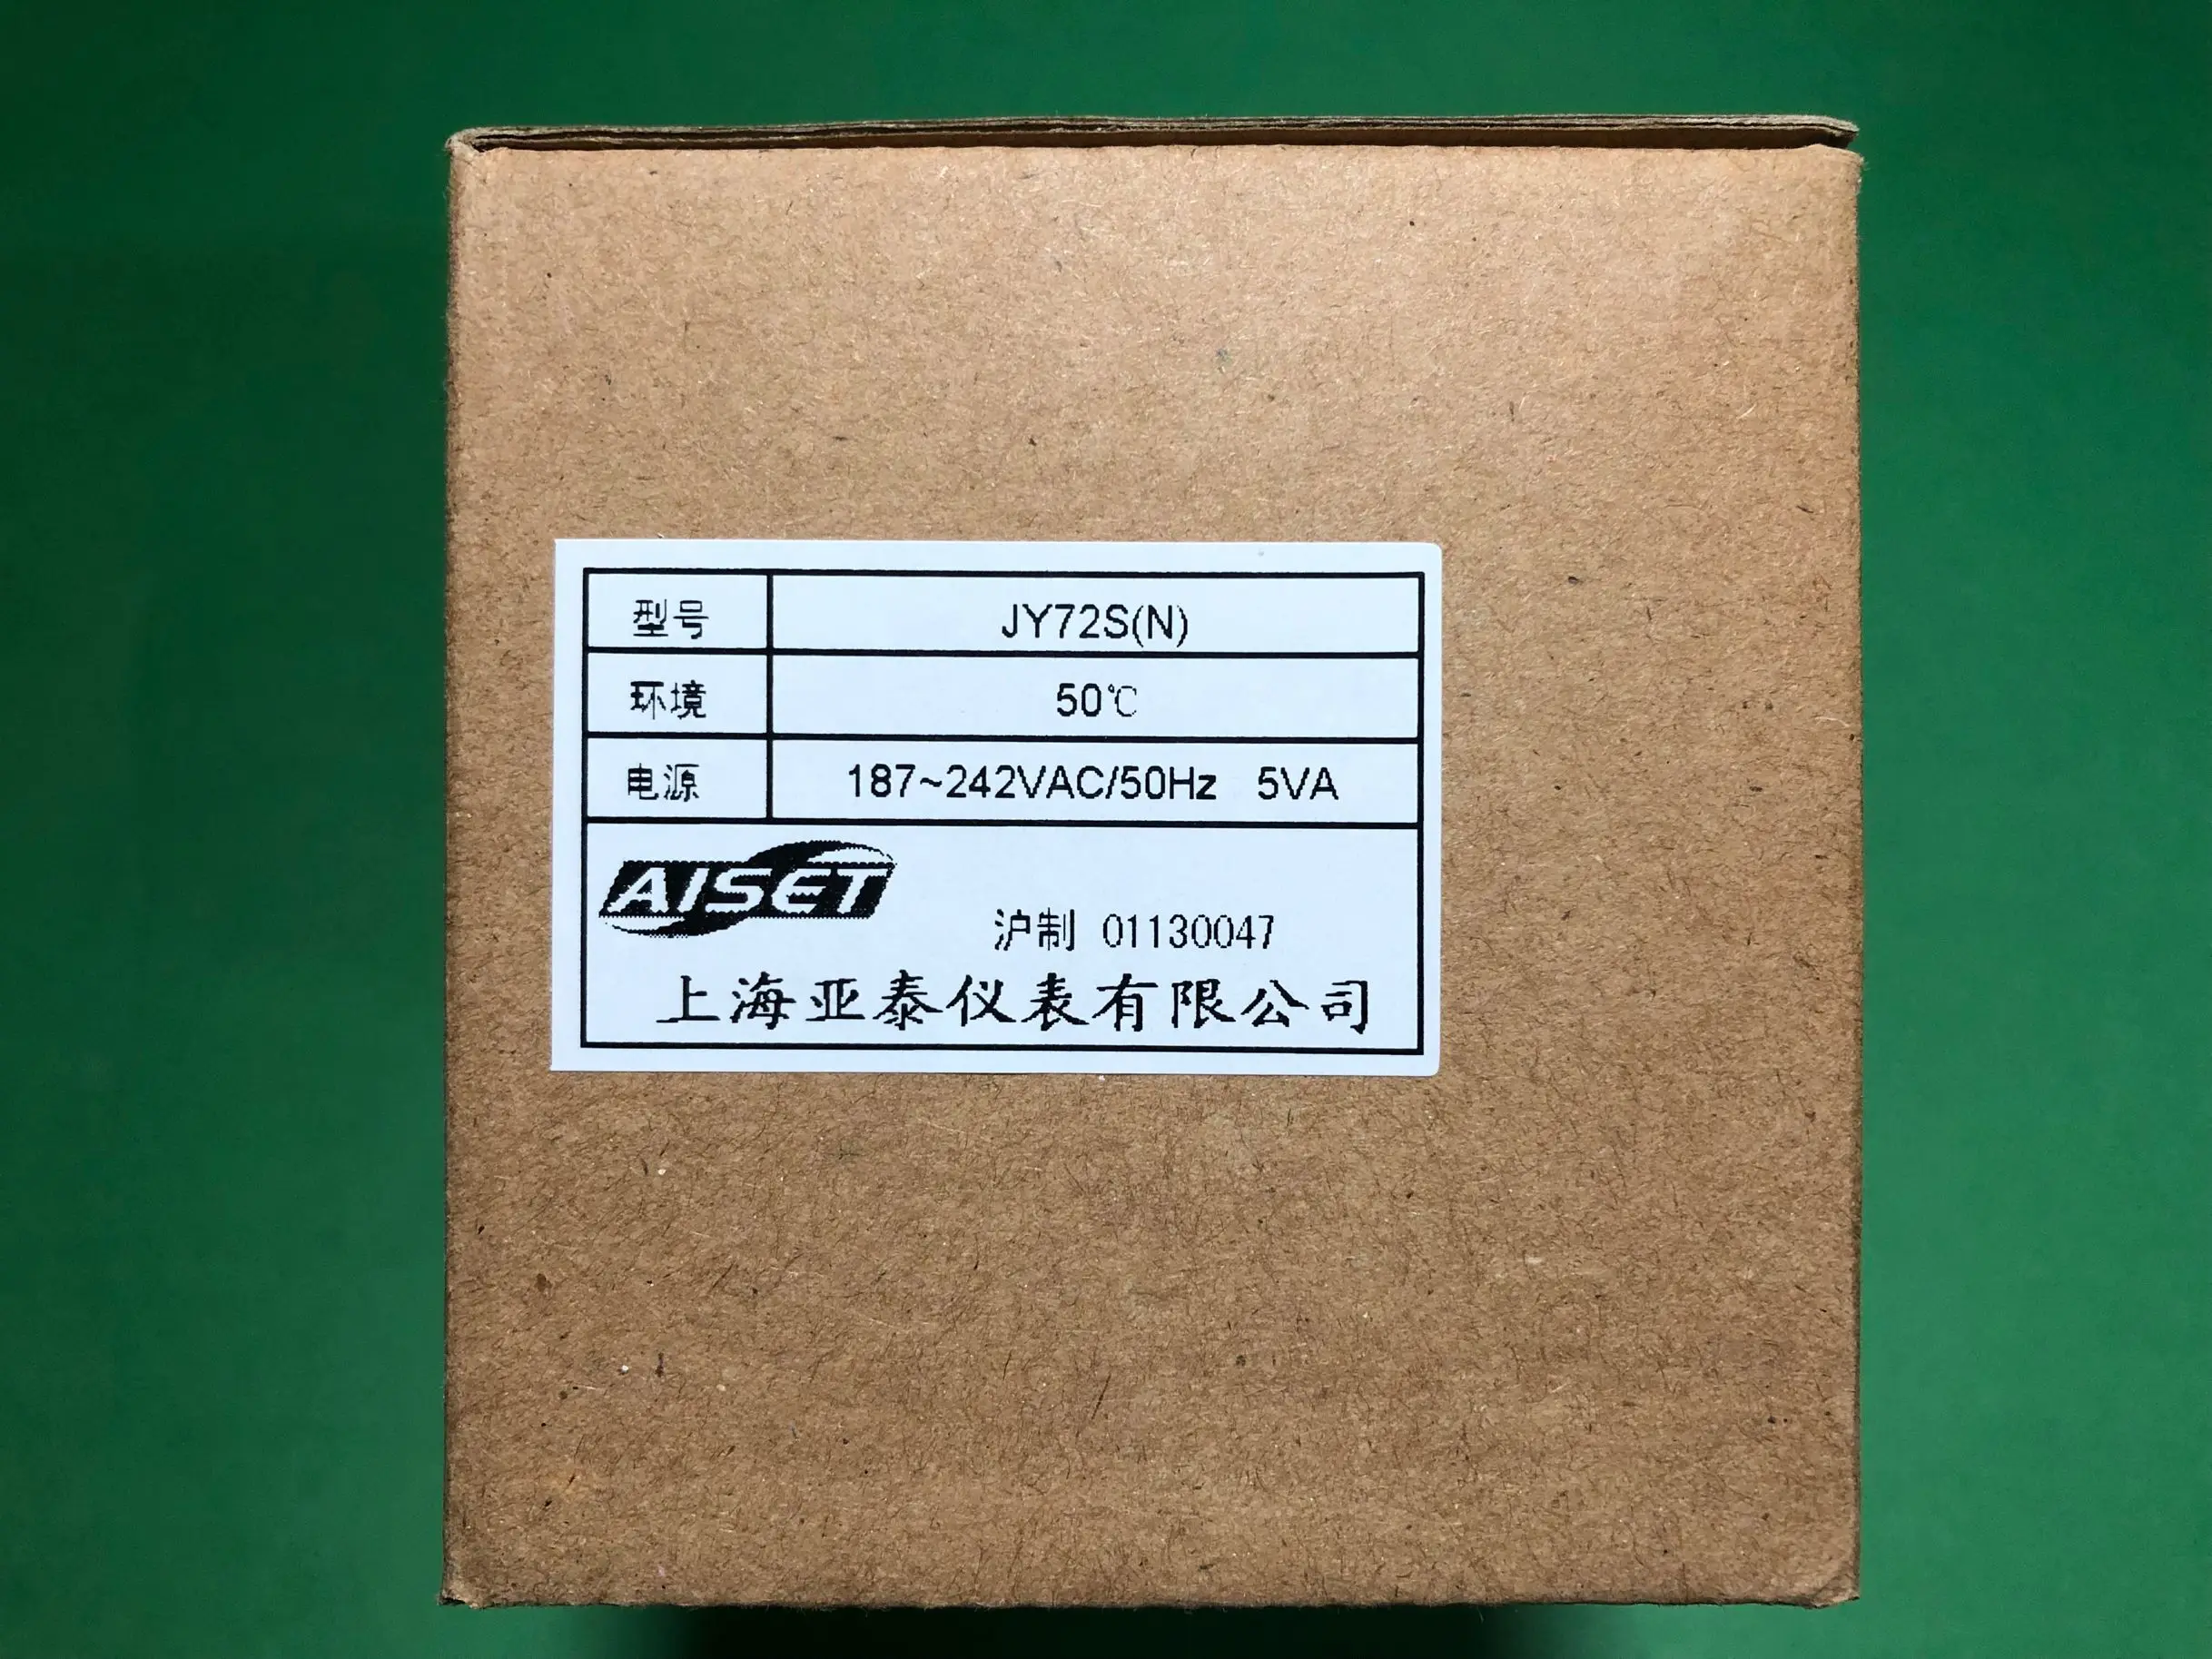 型号 JY72S(N)
环境 50℃
电源 187~242VAC/50Hz 5VA
AISET
沪制 01130047
上海亚泰仪表有限公司